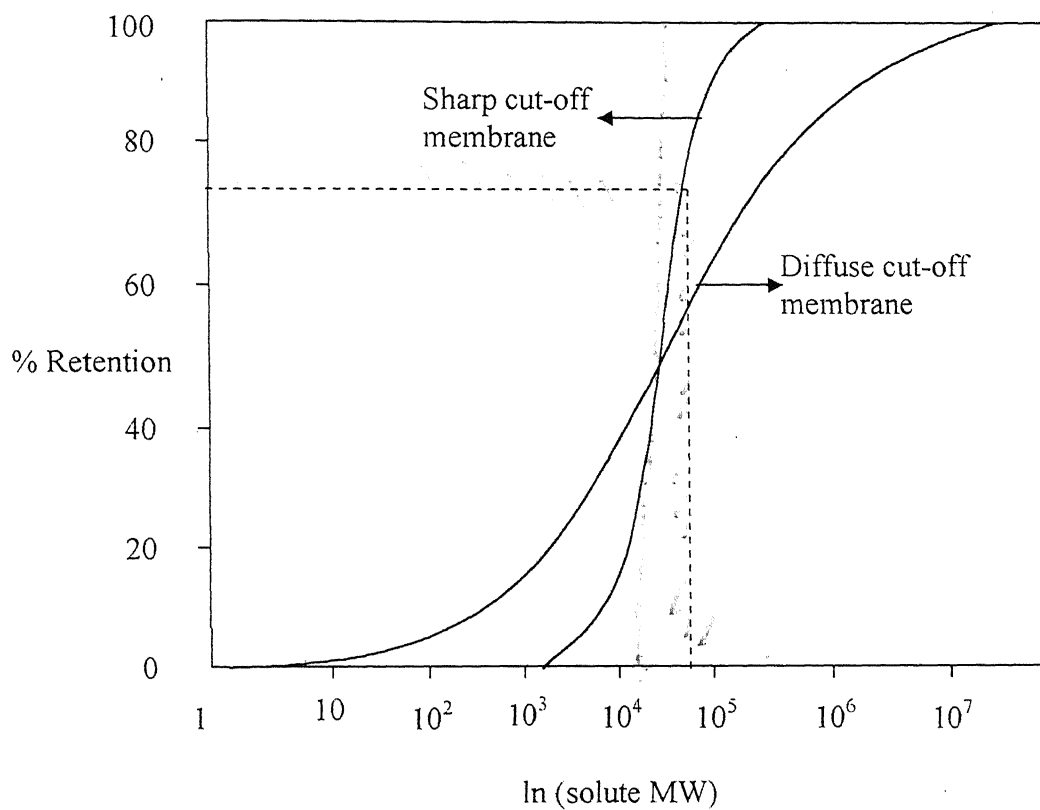 100
Sharp cut-off
membrane
80
60
Diffuse cut-off
membrane
% Retention
40
20
0
1 10 10² 10³ 10⁴ 10⁵ 10⁶ 10⁷
ln (solute MW)